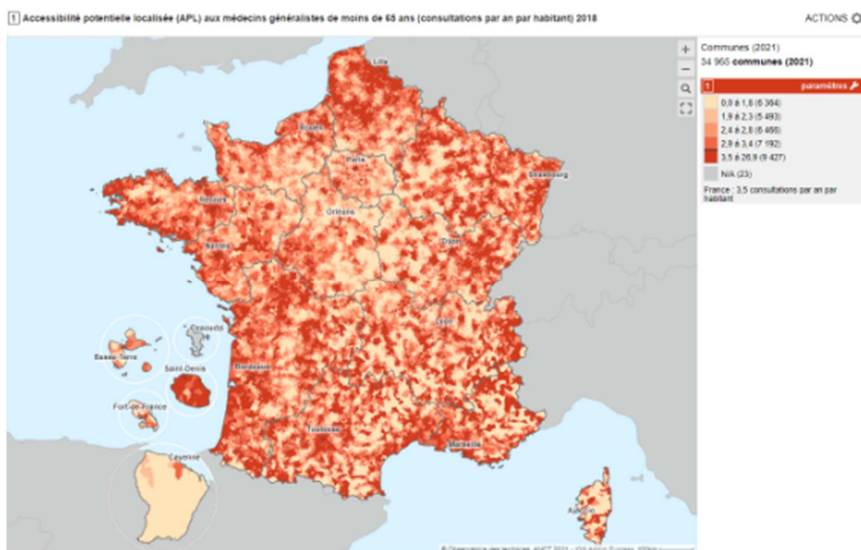 1 Accessibilité potentielle localisée (APL) aux médecins généralistes de moins de 65 ans (consultations par an par habitant) 2018
ACTIONS
Communes (2021)
34 965 communes (2021)
1 paramètres
0,0 à 1,8 (6 364)
1,9 à 2,3 (5 493)
2,4 à 2,8 (6 466)
2,9 à 3,4 (7 192)
3,5 à 26,9 (9 427)
N/A (23)
France : 3,5 consultations par an par
habitant
Lille
Rouen
Paris
Strasbourg
Rennes
Orléans
Nantes
Dijon
Lyon
Basse-Terre
Saint-Denis
Bordeaux
Fort-de-France
Toulouse
Marseille
Cayenne
Ajaccio